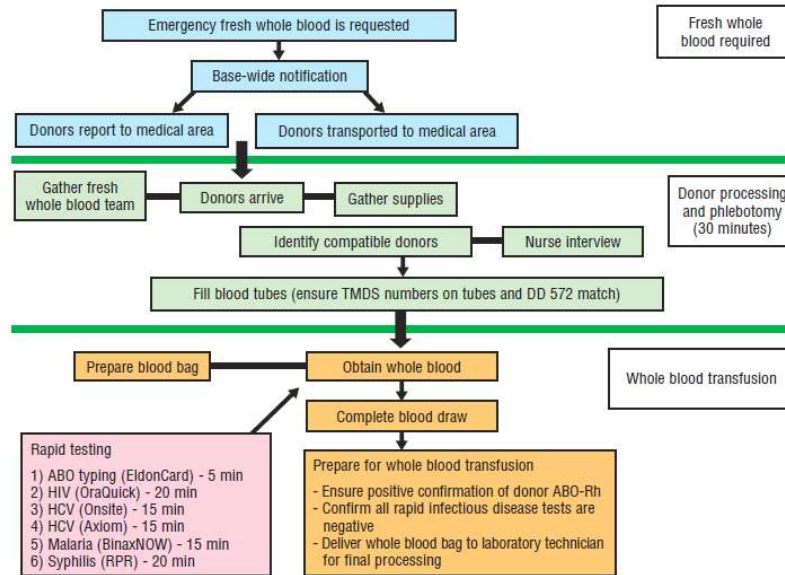 Emergency fresh whole blood is requested
Fresh whole
blood required
Base-wide notification
Donors report to medical area
Donors transported to medical area
Gather fresh
whole blood team
Donors arrive
Gather supplies
Donor processing
and phlebotomy
(30 minutes)
Identify compatible donors
Nurse interview
Fill blood tubes (ensure TMDS numbers on tubes and DD 572 match)
Prepare blood bag
Obtain whole blood
Whole blood transfusion
Complete blood draw
Rapid testing
1) ABO typing (EldonCard) - 5 min
2) HIV (OraQuick) - 20 min
3) HCV (Onsite) - 15 min
4) HCV (Axiom) - 15 min
5) Malaria (BinaxNOW) - 15 min
6) Syphilis (RPR) - 20 min
Prepare for whole blood transfusion
- Ensure positive confirmation of donor ABO-Rh
- Confirm all rapid infectious disease tests are
negative
- Deliver whole blood bag to laboratory technician
for final processing